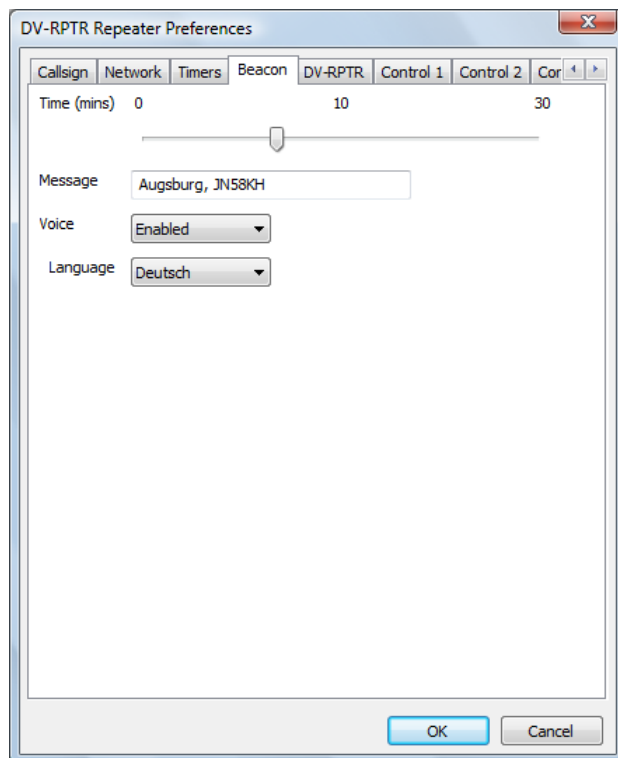 DV-RPTR Repeater Preferences
Callsign Network Timers Beacon DV-RPTR Control 1 Control 2 Cor
Time (mins) 0 10 30
Message Augsburg, JN58KH
Voice Enabled
Language Deutsch
OK Cancel